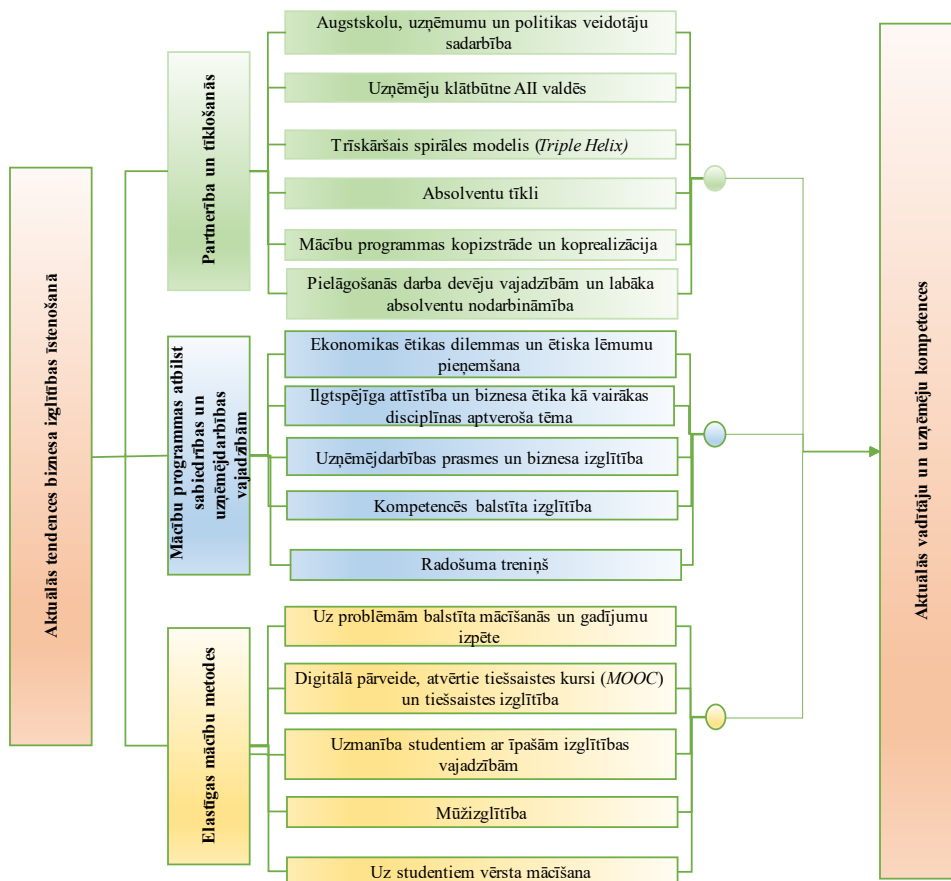 Aktuālās tendences biznesa izglītības īstenošanā
Partnerība un tīklošanās
Augstskolu, uzņēmumu un politikas veidotāju
sadarbība
Uzņēmēju klātbūtne AII valdēs
Trīskāršais spirāles modelis (Triple Helix)
Absolventu tīkli
Mācību programmas kopizstrāde un koprealizācija
Pielāgošanās darba devēju vajadzībām un labāka
absolventu nodarbināmība
Mācību programmas atbilst
sabiedrības un
uzņēmējdarbības
vajadzībām
Ekonomikas ētikas dilemmas un ētiska lēmumu
pieņemšana
Ilgtspējīga attīstība un biznesa ētika kā vairākas
disciplīnas aptveroša tēma
Uzņēmējdarbības prasmes un biznesa izglītība
Kompetencēs balstīta izglītība
Radošuma treniņš
Elastīgas mācību metodes
Uz problēmām balstīta mācīšanās un gadījumu
izpēte
Digitālā pārveide, atvērtie tiešsaistes kursi (MOOC)
un tiešsaistes izglītība
Uzmanība studentiem ar īpašām izglītības
vajadzībām
Mūžizglītība
Uz studentiem vērsta mācīšana
Aktuālās vadītāju un uzņēmēju kompetences